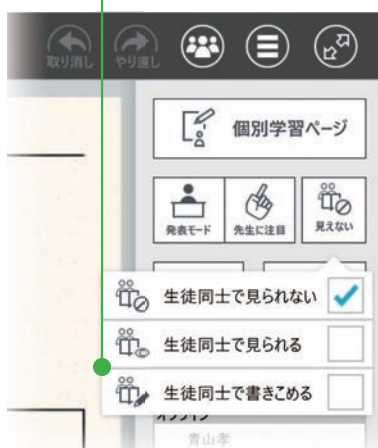 取り消し やり直し
個別学習ページ
発表モード 先生に注目 見えない
生徒同士で見られない
生徒同士で見られる
生徒同士で書きこめる
オンライン
青山孝